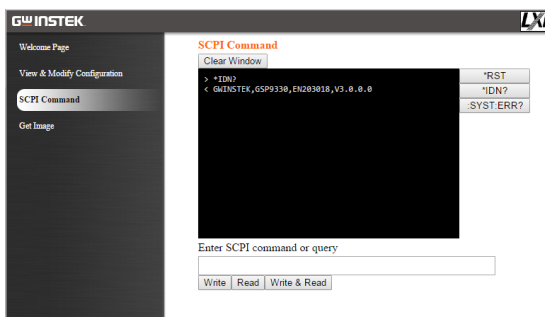 GWINSTEK
LXI
Welcome Page
View & Modify Configuration
SCPI Command
Get Image
SCPI Command
Clear Window
> *IDN?
< GWINSTEK,GSP9330,EN203018,V3.0.0.0
*RST
*IDN?
:SYST:ERR?
Enter SCPI command or query
Write Read Write & Read